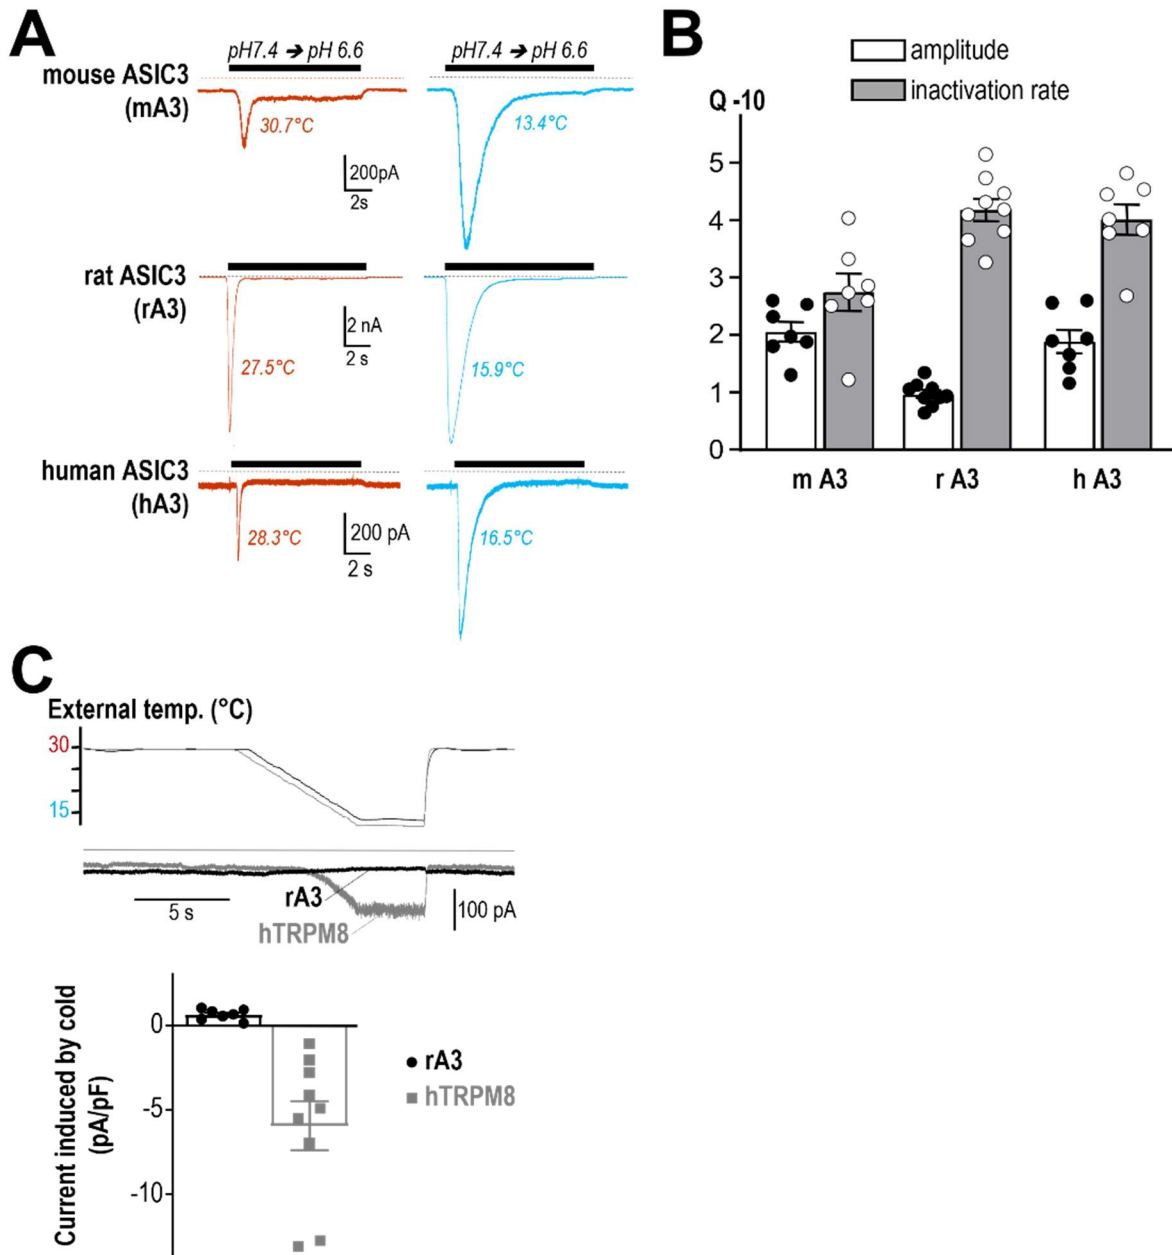 A
pH7.4 ➔ pH 6.6
pH7.4 ➔ pH 6.6
mouse ASIC3
(mA3)
30.7°C
13.4°C
200pA
2s
rat ASIC3
(rA3)
27.5°C
15.9°C
2 nA
2 s
human ASIC3
(hA3)
28.3°C
16.5°C
200 pA
2 s
B
amplitude
inactivation rate
Q -10
5
4
3
2
1
0
m A3
r A3
h A3
C
External temp. (°C)
30
15
rA3
hTRPM8
5 s
100 pA
Current induced by cold
(pA/pF)
0
-5
-10
rA3
hTRPM8